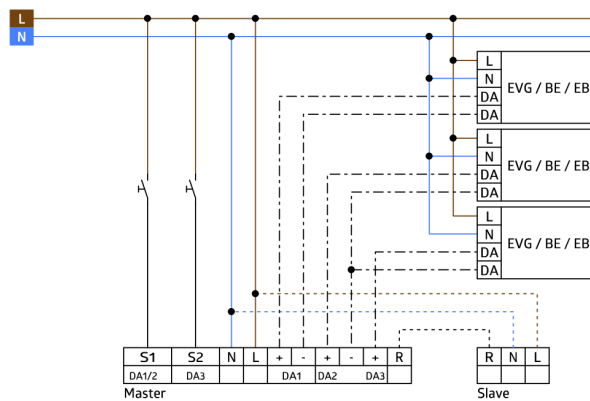 L
N
L
N EVG / BE / EB
DA
DA
L
N EVG / BE / EB
DA
DA
L
N EVG / BE / EB
DA
DA
S1 S2 N L + - + - + R
DA1/2 DA3 DA1 DA2 DA3
Master
R N L
Slave